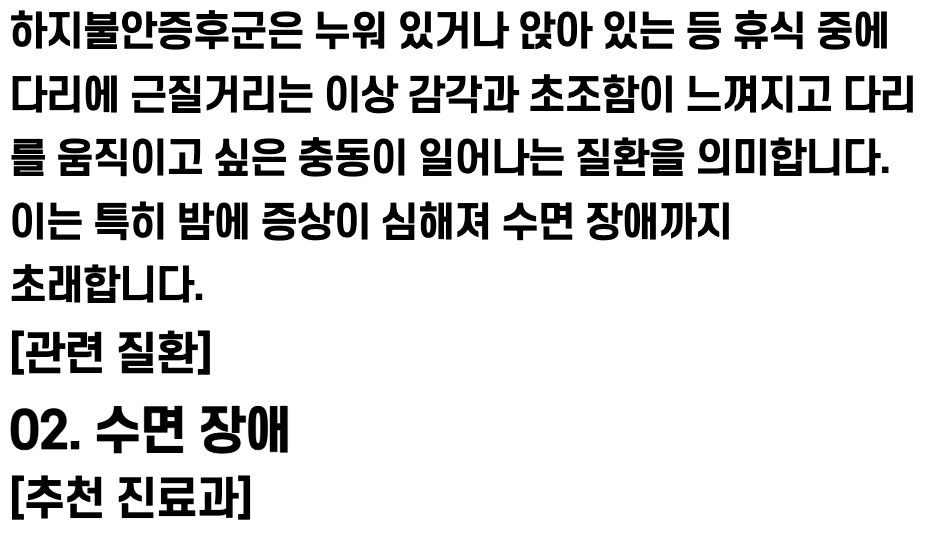 하지불안증후군은 누워 있거나 앉아 있는 등 휴식 중에
다리에 근질거리는 이상 감각과 초조함이 느껴지고 다리
를 움직이고 싶은 충동이 일어나는 질환을 의미합니다.
이는 특히 밤에 증상이 심해져 수면 장애까지
초래합니다.
[관련 질환]
02. 수면 장애
[추천 진료과]